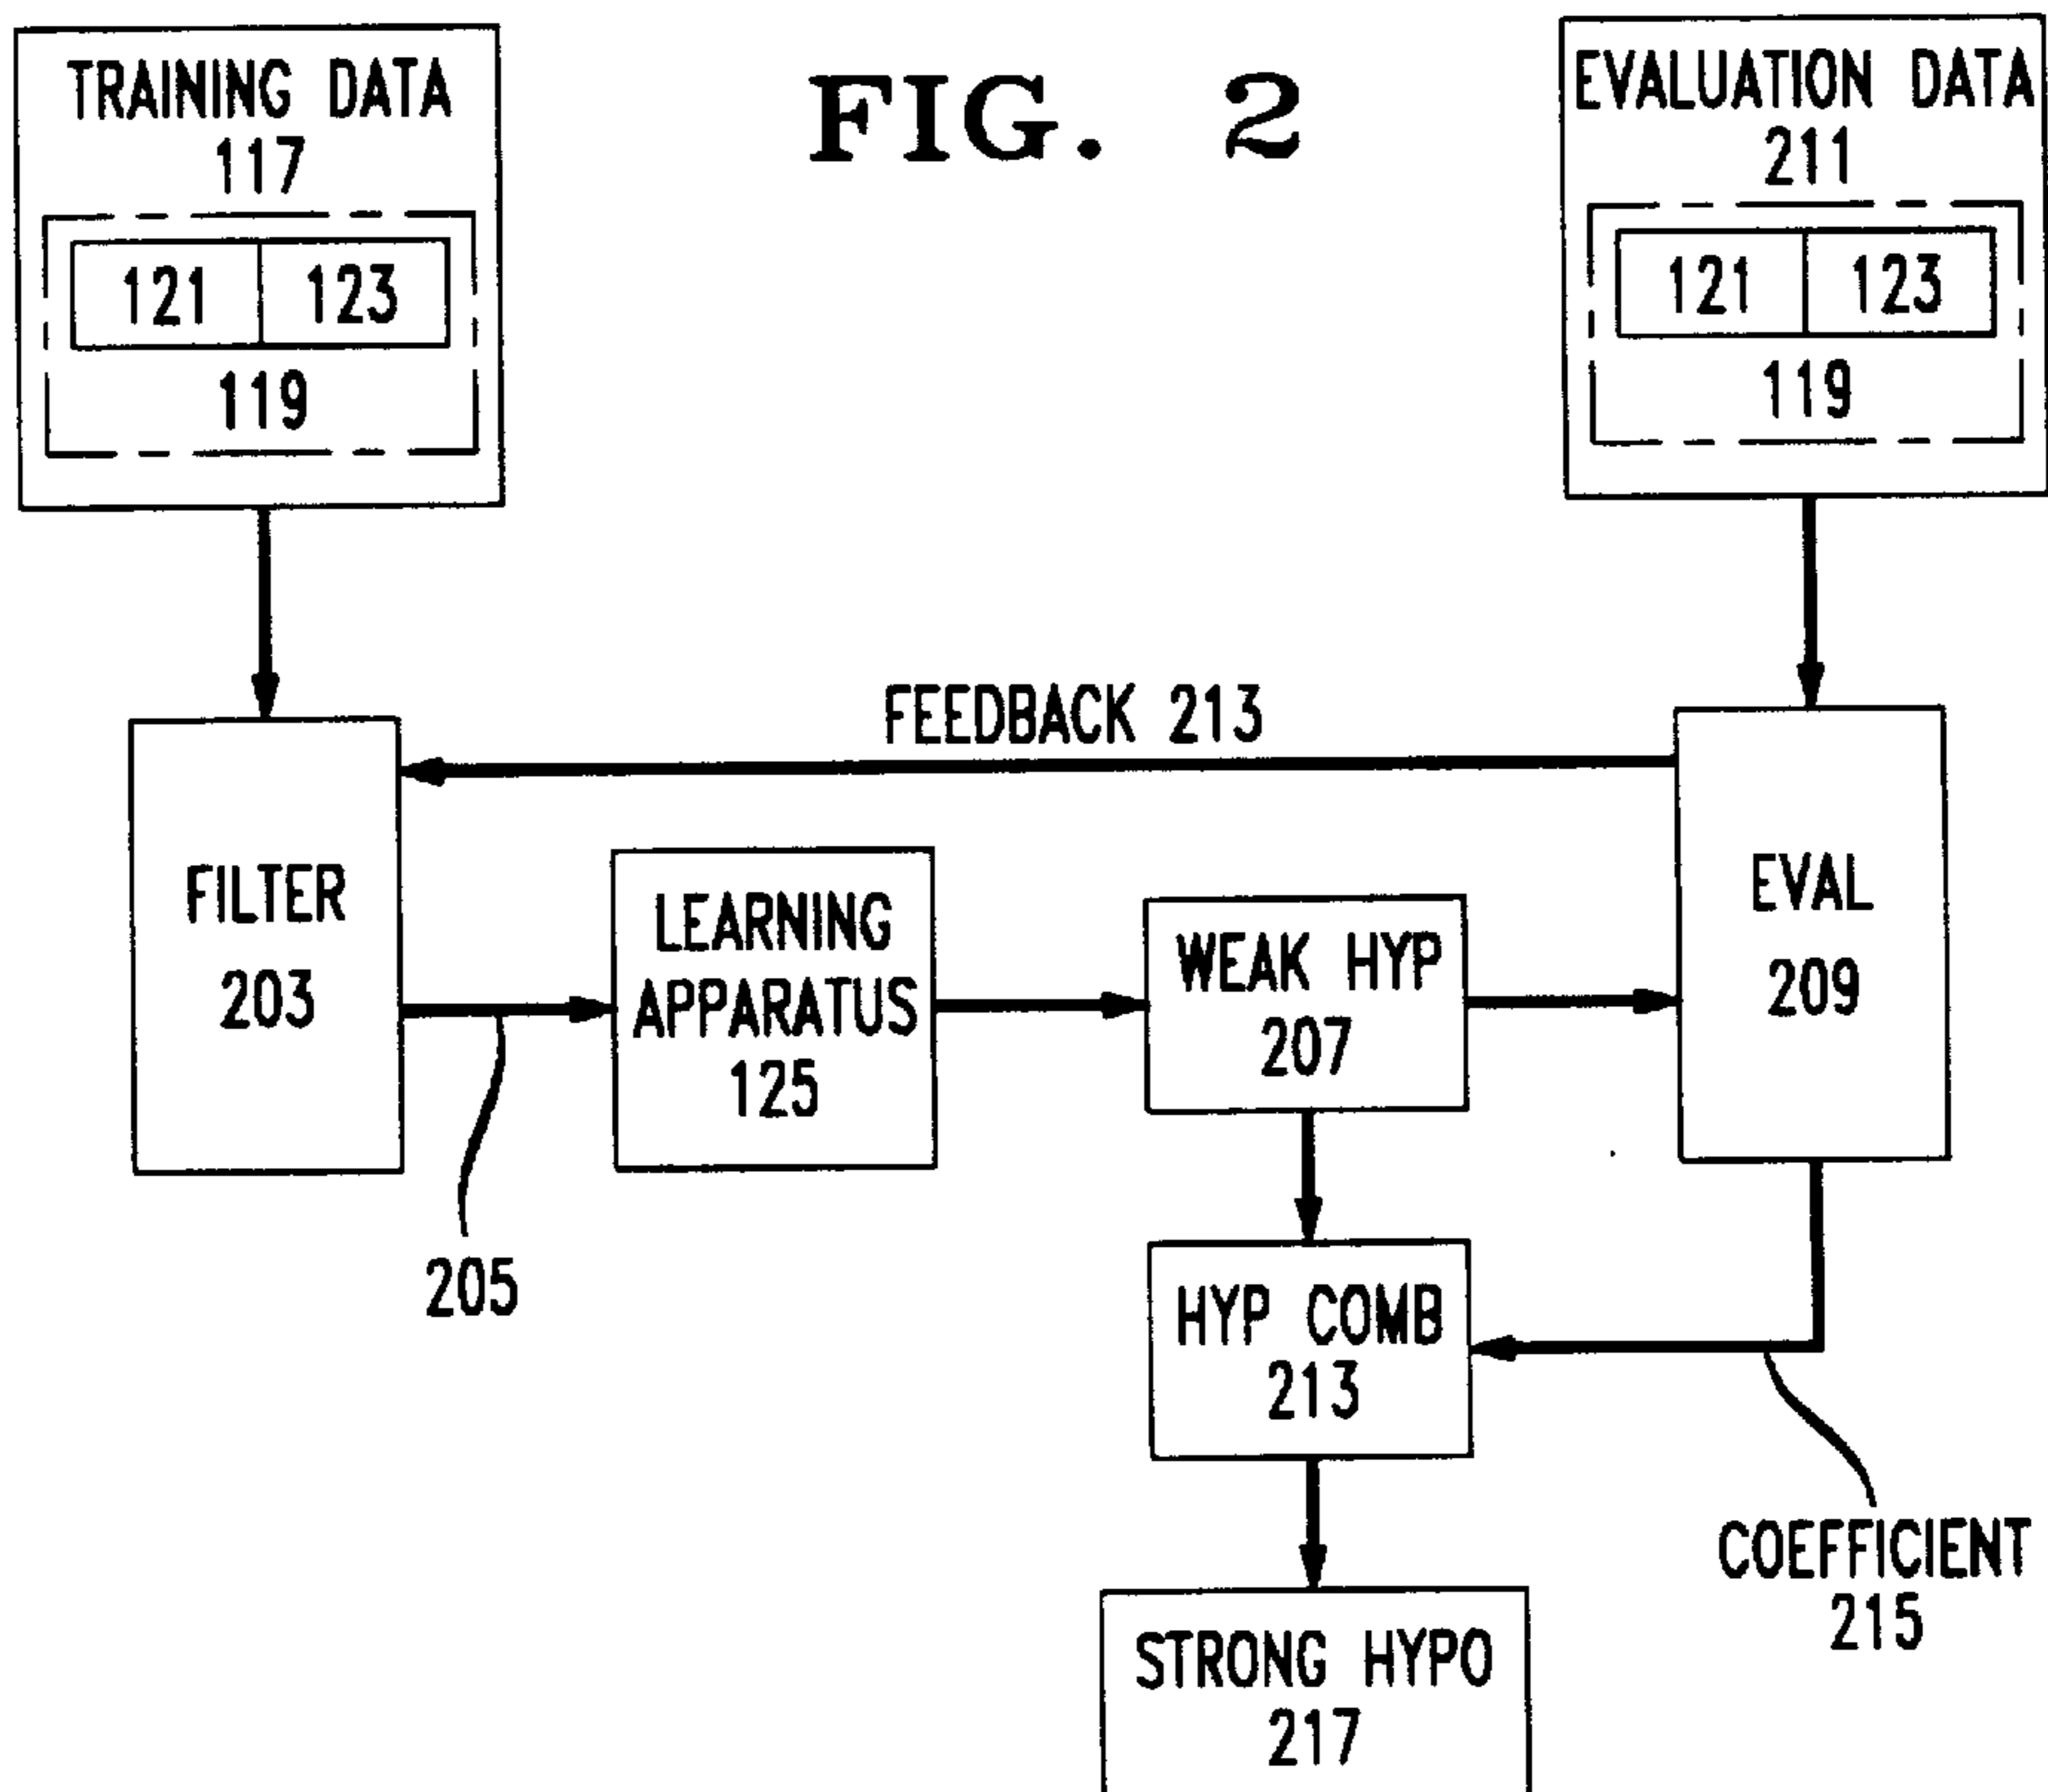 FIG. 2
TRAINING DATA
117
121 123
119
EVALUATION DATA
211
121 123
119
FEEDBACK 213
FILTER
203
205
LEARNING
APPARATUS
125
WEAK HYP
207
EVAL
209
HYP COMB
213
COEFFICIENT
215
STRONG HYPO
217